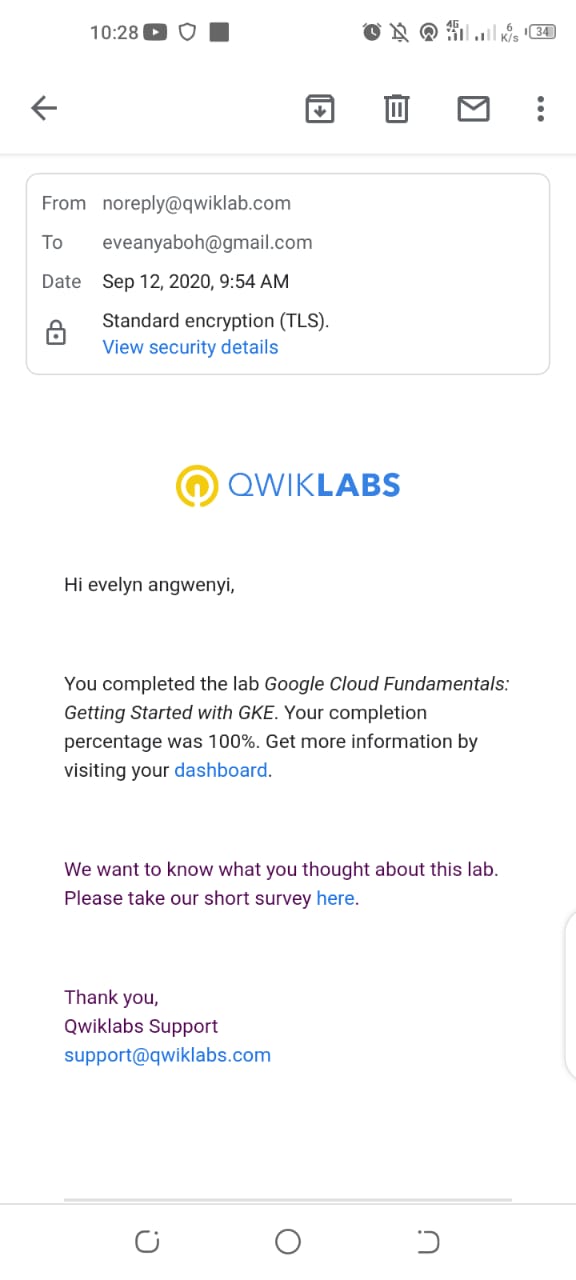 10:28 4G 6 K/s 34
From noreply@qwiklab.com
To eveanyaboh@gmail.com
Date Sep 12, 2020, 9:54 AM
Standard encryption (TLS).
View security details
QWIKLABS
Hi evelyn angwenyi,
You completed the lab Google Cloud Fundamentals:
Getting Started with GKE. Your completion
percentage was 100%. Get more information by
visiting your dashboard.
We want to know what you thought about this lab.
Please take our short survey here.
Thank you,
Qwiklabs Support
support@qwiklabs.com